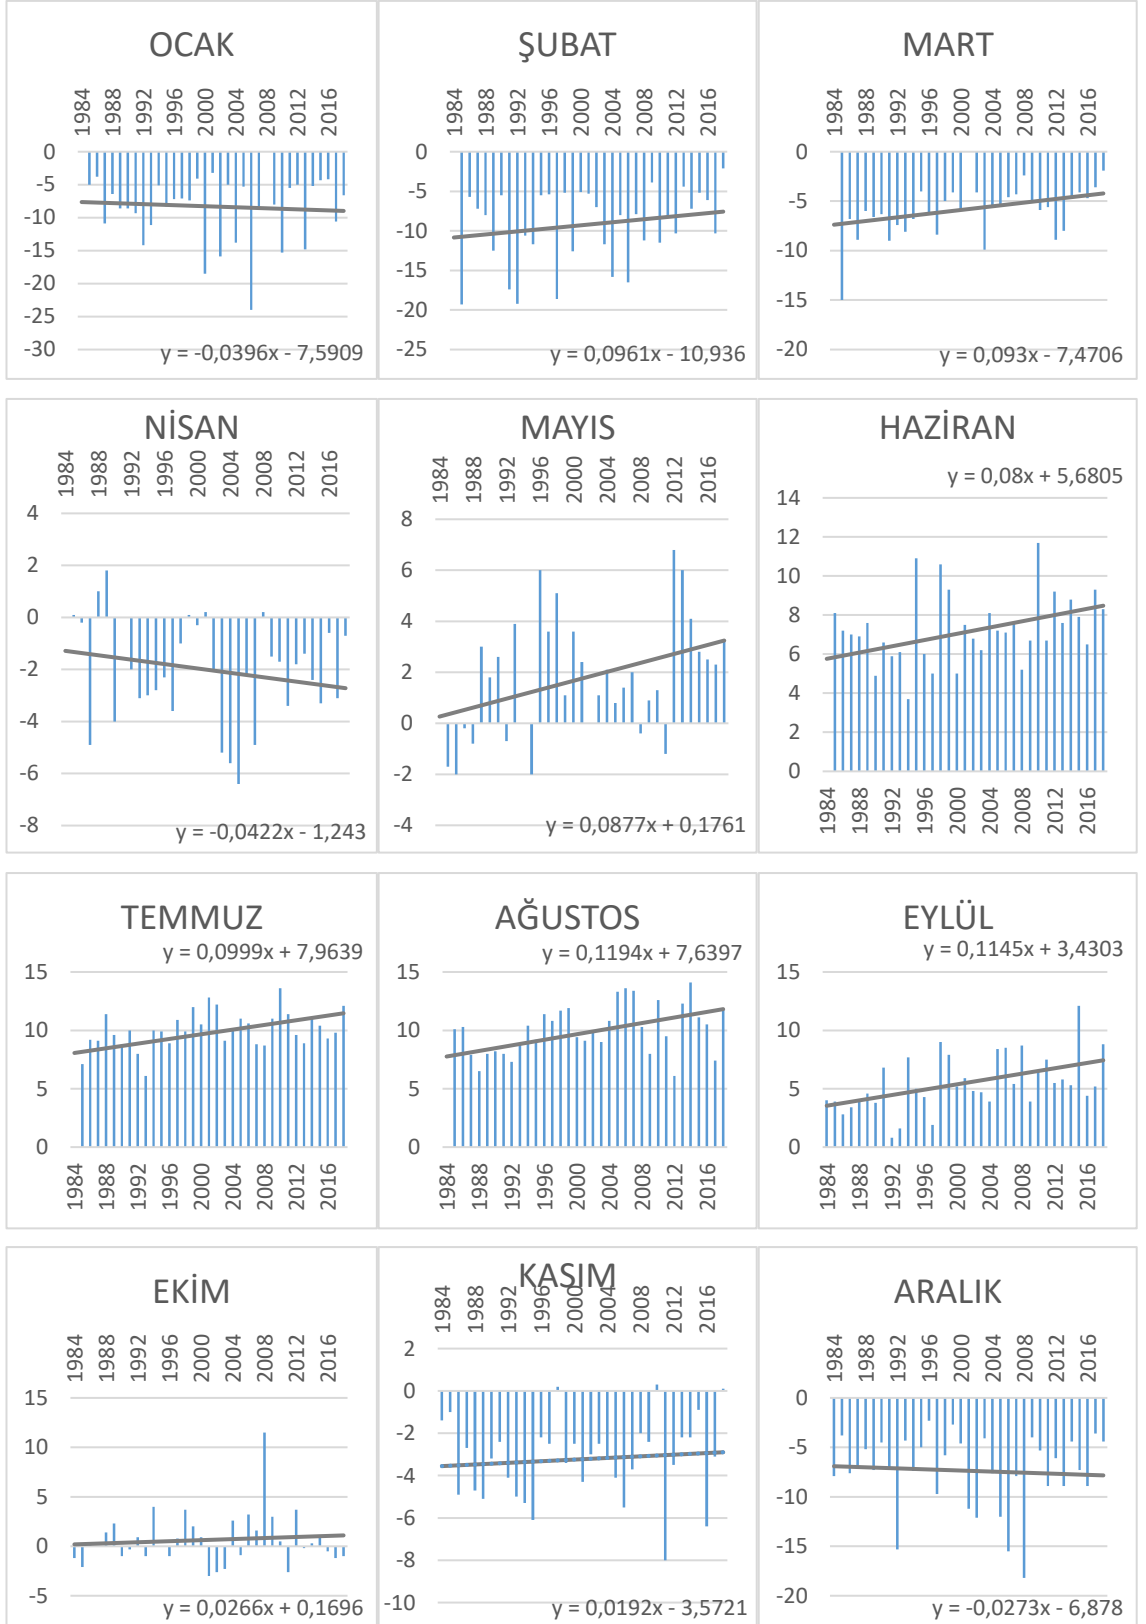 OCAK
1984 1988 1992 1996 2000 2004 2008 2012 2016
0
-5
-10
-15
-20
-25
-30
y = -0,0396x - 7,5909
ŞUBAT
1984 1988 1992 1996 2000 2004 2008 2012 2016
0
-5
-10
-15
-20
-25
y = 0,0961x - 10,936
MART
1984 1988 1992 1996 2000 2004 2008 2012 2016
0
-5
-10
-15
-20
y = 0,093x - 7,4706
NİSAN
1984 1988 1992 1996 2000 2004 2008 2012 2016
4
2
0
-2
-4
-6
-8
y = -0,0422x - 1,243
MAYIS
1984 1988 1992 1996 2000 2004 2008 2012 2016
8
6
4
2
0
-2
-4
y = 0,0877x + 0,1761
HAZİRAN
y = 0,08x + 5,6805
14
12
10
8
6
4
2
0
1984 1988 1992 1996 2000 2004 2008 2012 2016
TEMMUZ
y = 0,0999x + 7,9639
15
10
5
0
1984 1988 1992 1996 2000 2004 2008 2012 2016
AĞUSTOS
y = 0,1194x + 7,6397
15
10
5
0
1984 1988 1992 1996 2000 2004 2008 2012 2016
EYLÜL
y = 0,1145x + 3,4303
15
10
5
0
1984 1988 1992 1996 2000 2004 2008 2012 2016
EKİM
1984 1988 1992 1996 2000 2004 2008 2012 2016
15
10
5
0
-5
y = 0,0266x + 0,1696
KASIM
1984 1988 1992 1996 2000 2004 2008 2012 2016
2
0
-2
-4
-6
-8
-10
y = 0,0192x - 3,5721
ARALIK
1984 1988 1992 1996 2000 2004 2008 2012 2016
0
-5
-10
-15
-20
y = -0,0273x - 6,878